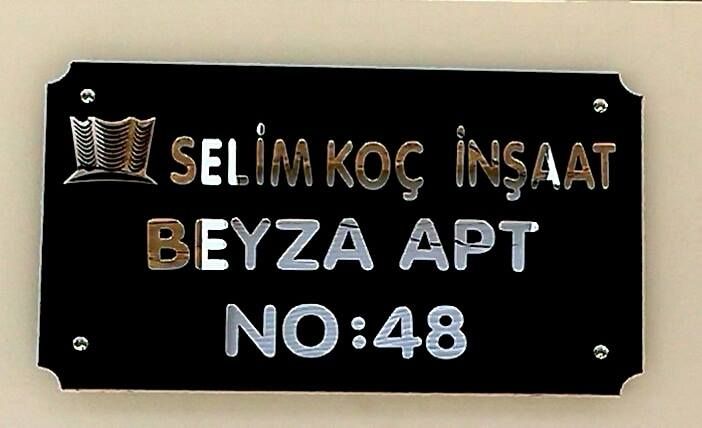 SELİM KOÇ İNŞAAT
BEYZA APT
NO:48